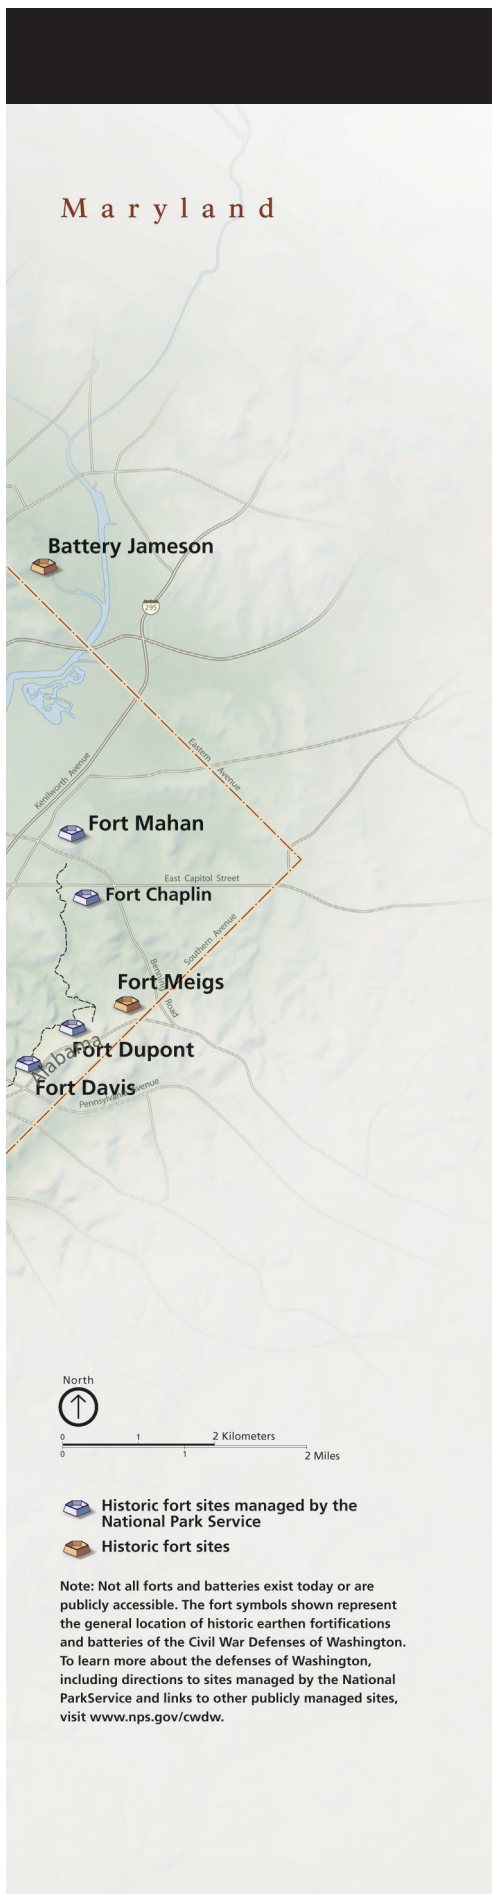 Maryland
Battery Jameson
295
Eastern Avenue
Kenilworth Avenue
Fort Mahan
East Capitol Street
Fort Chaplin
Southern Avenue
Benning Road
Fort Meigs
Fort Dupont
Alabama
Fort Davis
Pennsylvania Avenue
North
0 1 2 Kilometers
0 1 2 Miles
Historic fort sites managed by the
National Park Service
Historic fort sites
Note: Not all forts and batteries exist today or are
publicly accessible. The fort symbols shown represent
the general location of historic earthen fortifications
and batteries of the Civil War Defenses of Washington.
To learn more about the defenses of Washington,
including directions to sites managed by the National
ParkService and links to other publicly managed sites,
visit www.nps.gov/cwdw.